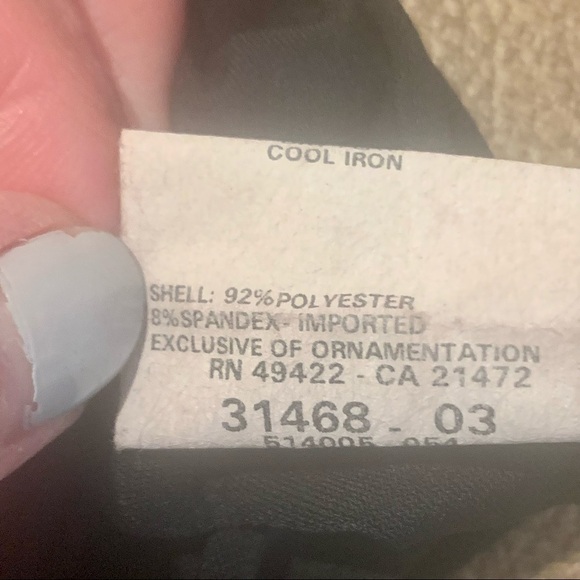 COOL IRON
SHELL: 92%POLYESTER
8%SPANDEX- IMPORTED
EXCLUSIVE OF ORNAMENTATION
RN 49422 - CA 21472
31468 - 03